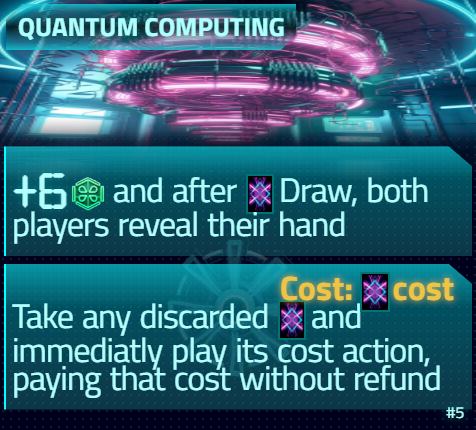 QUANTUM COMPUTING
+6 and after Draw, both
players reveal their hand
Cost: cost
Take any discarded and
immediatly play its cost action,
paying that cost without refund
#5